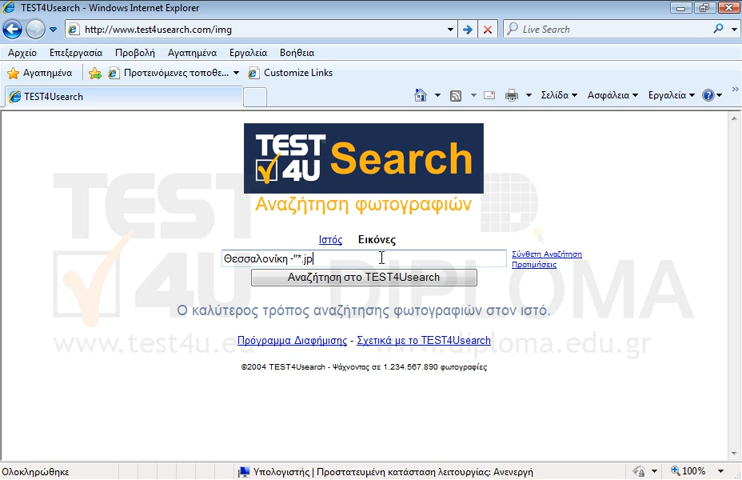 TEST4Usearch - Windows Internet Explorer
http://www.test4usearch.com/img
Live Search
Αρχείο Επεξεργασία Προβολή Αγαπημένα Εργαλεία Βοήθεια
Αγαπημένα Προτεινόμενες τοποθε... Customize Links
TEST4Usearch Σελίδα Ασφάλεια Εργαλεία
TEST 4U Search
Αναζήτηση φωτογραφιών
Ιστός Εικόνες
Θεσσαλονίκη -"*.jp
Σύνθετη Αναζήτηση
Προτιμήσεις
Αναζήτηση στο TEST4Usearch
TEST 4U DIPLOMA
Ο καλύτερος τρόπος αναζήτησης φωτογραφιών στον ιστό.
Πρόγραμμα Διαφήμισης - Σχετικά με το TEST4Usearch
www.test4u.eu www.diploma.edu.gr
©2004 TEST4Usearch - Ψάχνοντας σε 1.234.567.890 φωτογραφίες
Ολοκληρώθηκε Υπολογιστής | Προστατευμένη κατάσταση λειτουργίας: Ανενεργή 100%